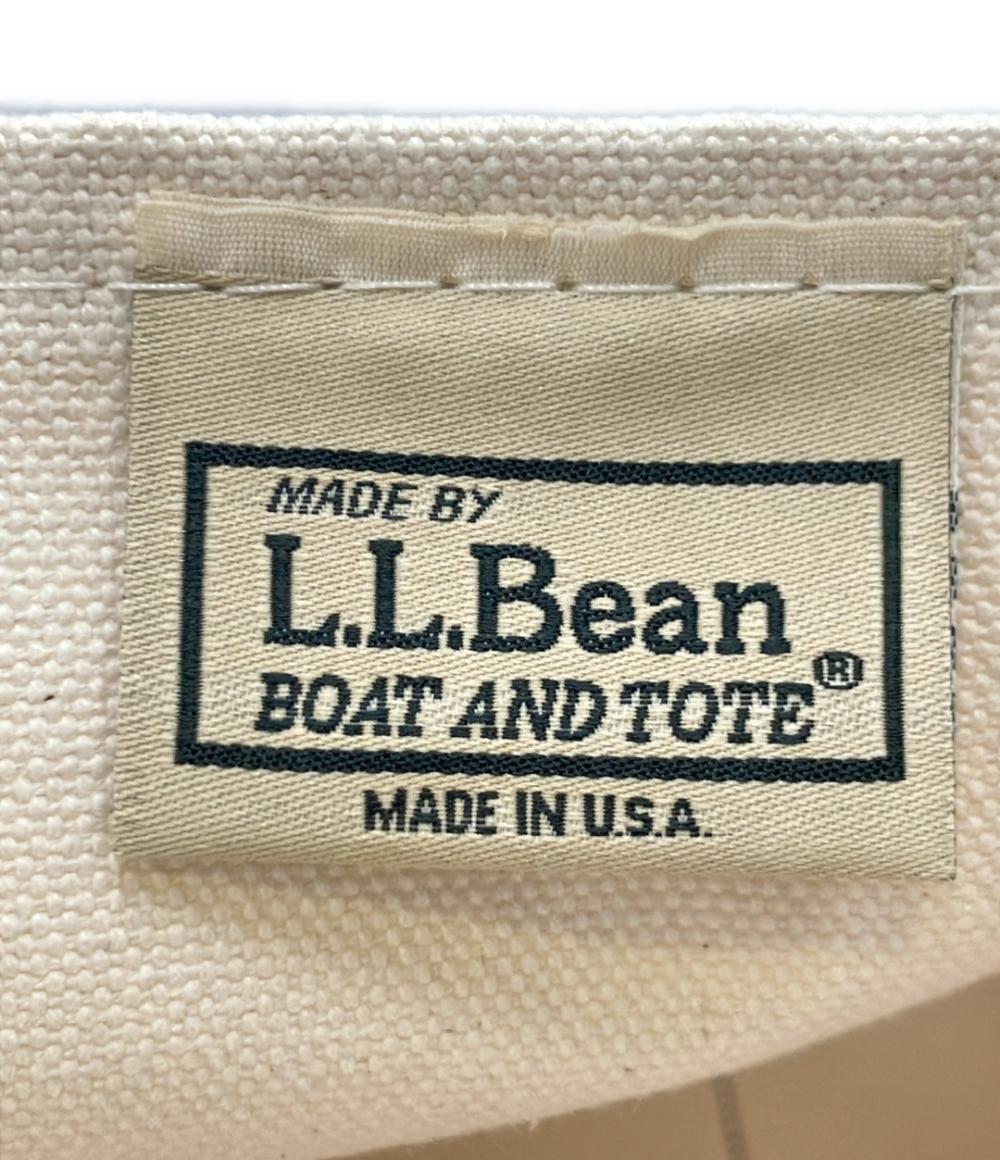 MADE BY
L.L.Bean
BOAT AND TOTE®
MADE IN U.S.A.